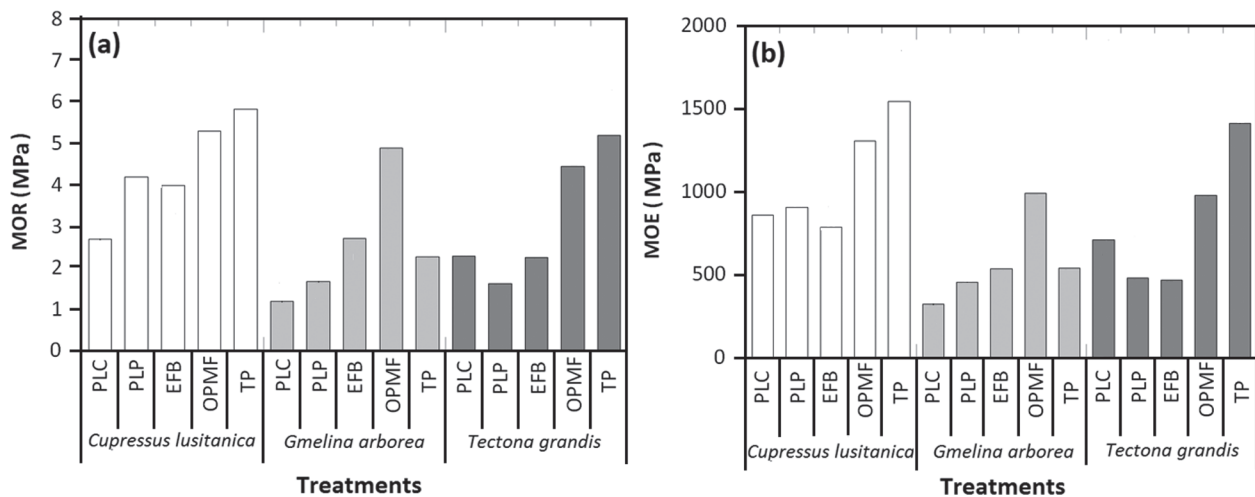 (a)
MOR (MPa)
8
7
6
5
4
3
2
1
0
PLC
PLP
EFB
OPMF
TP
PLC
PLP
EFB
OPMF
TP
PLC
PLP
EFB
OPMF
TP
Cupressus lusitanica
Gmelina arborea
Tectona grandis
Treatments
(b)
MOE (MPa)
2000
1500
1000
500
0
PLC
PLP
EFB
OPMF
TP
PLC
PLP
EFB
OPMF
TP
PLC
PLP
EFB
OPMF
TP
Cupressus lusitanica
Gmelina arborea
Tectona grandis
Treatments